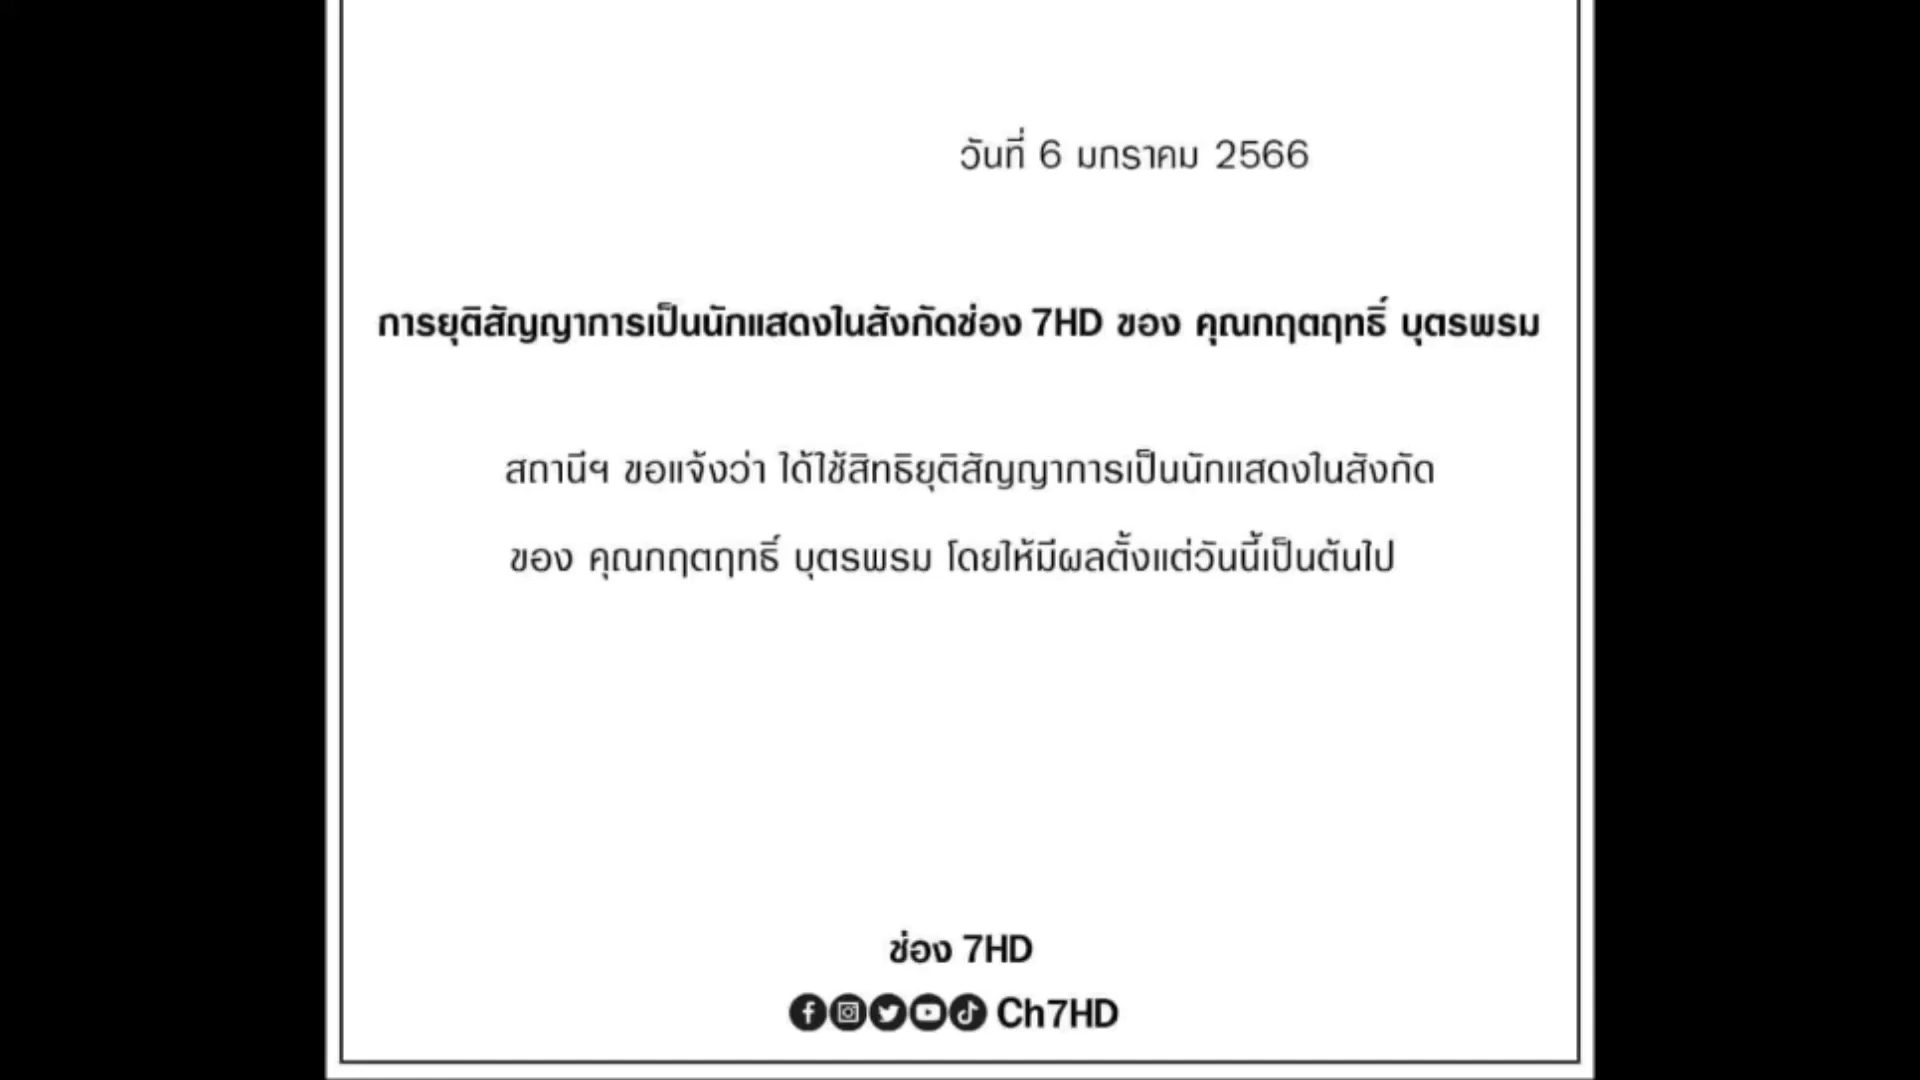 วันที่ 6 มกราคม 2566
การยุติสัญญาการเป็นนักแสดงในสังกัดช่อง 7HD ของ คุณกฤตฤทธิ์ บุตรพรม
สถานีฯ ขอแจ้งว่า ได้ใช้สิทธิยุติสัญญาการเป็นนักแสดงในสังกัด
ของ คุณกฤตฤทธิ์ บุตรพรม โดยให้มีผลตั้งแต่วันนี้เป็นต้นไป
ช่อง 7HD
Ch7HD